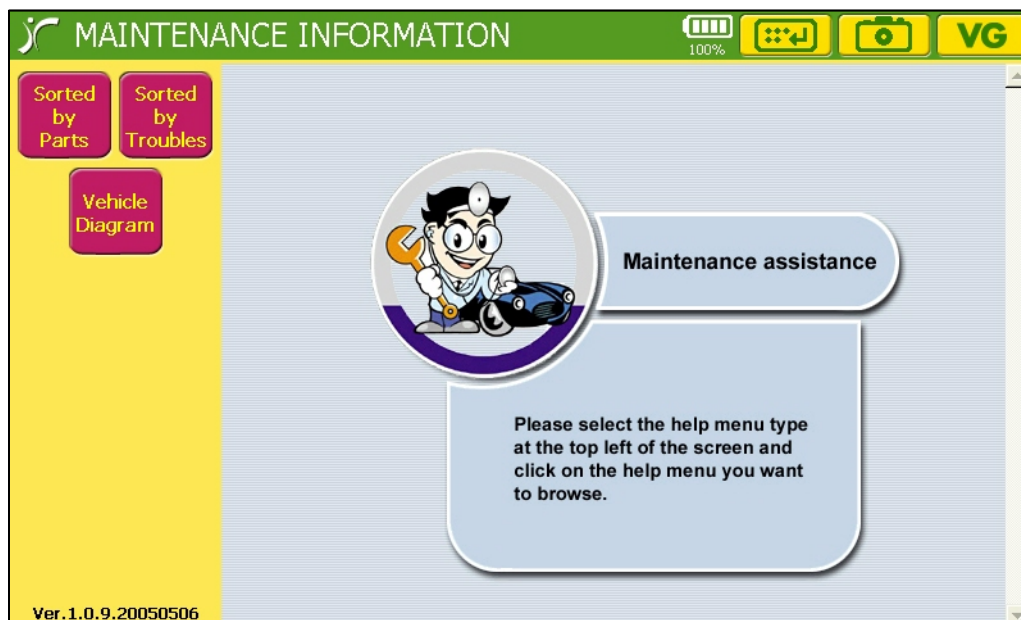 MAINTENANCE INFORMATION
100%
VG
Sorted
by
Parts
Sorted
by
Troubles
Vehicle
Diagram
Maintenance assistance
Please select the help menu type
at the top left of the screen and
click on the help menu you want
to browse.
Ver.1.0.9.20050506